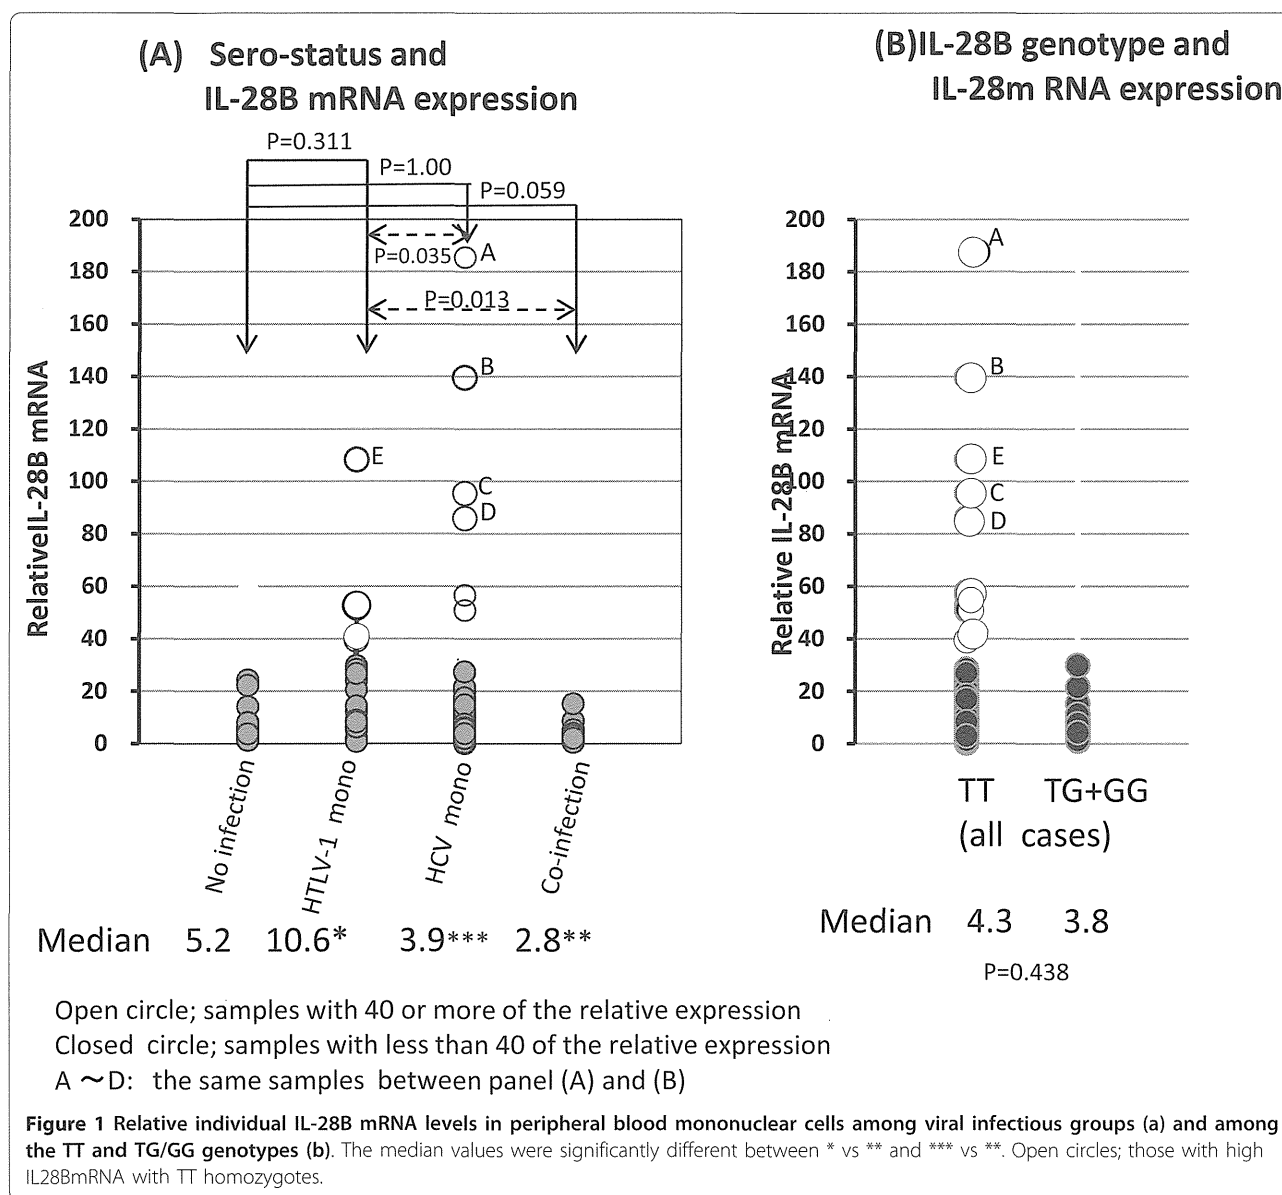 (A) Sero-status and
IL-28B mRNA expression
P=0.311
P=1.00
P=0.059
P=0.035
P=0.013
200
180
160
140
120
100
80
60
40
20
0
RelativeIL-28B mRNA
A
B
E
C
D
No infection
HTLV-1 mono
HCV mono
Co-infection
Median 5.2 10.6* 3.9*** 2.8**
(B)IL-28B genotype and
IL-28m RNA expression
200
180
160
140
120
100
80
60
40
20
0
Relative IL-28B mRNA
A
B
E
C
D
TT TG+GG
(all cases)
Median 4.3 3.8
P=0.438
Open circle; samples with 40 or more of the relative expression
Closed circle; samples with less than 40 of the relative expression
A ~D: the same samples between panel (A) and (B)
Figure 1 Relative individual IL-28B mRNA levels in peripheral blood mononuclear cells among viral infectious groups (a) and among
the TT and TG/GG genotypes (b). The median values were significantly different between * vs ** and *** vs **. Open circles; those with high
IL28BmRNA with TT homozygotes.